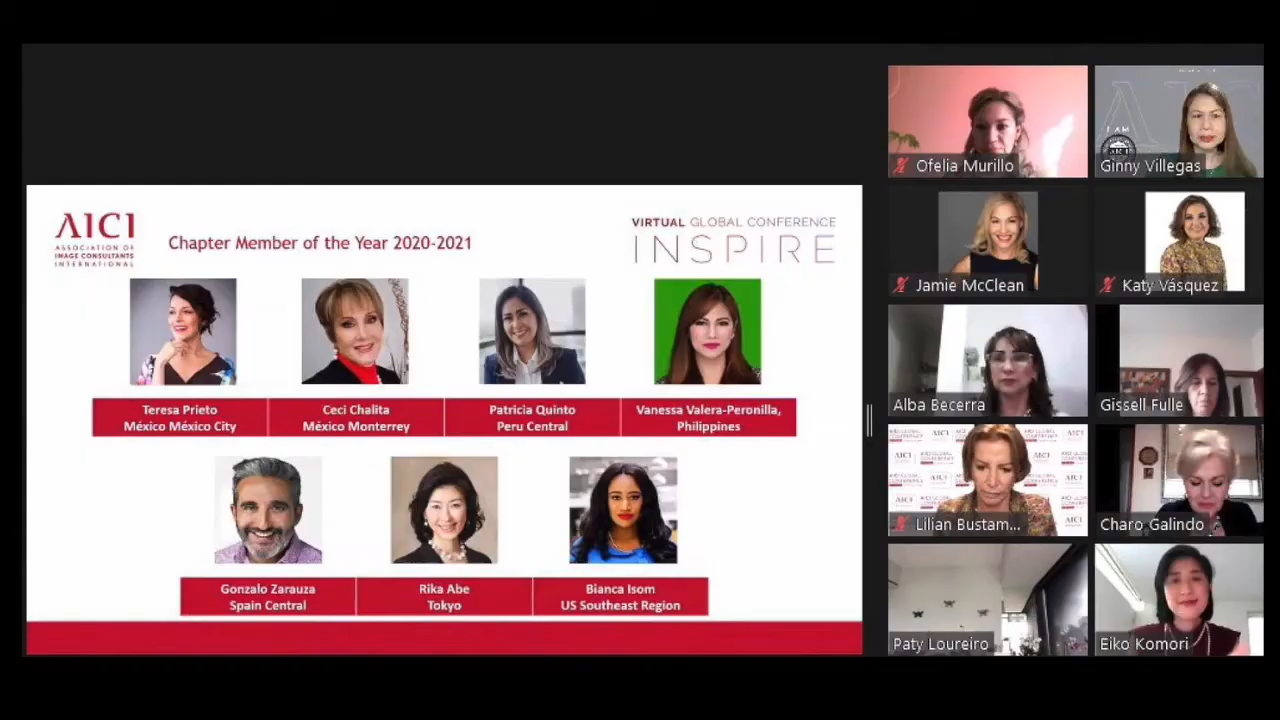 AICI
ASSOCIATION OF
IMAGE CONSULTANTS
INTERNATIONAL
Chapter Member of the Year 2020-2021
VIRTUAL GLOBAL CONFERENCE
INSPIRE
Teresa Prieto
México México City
Ceci Chalita
México Monterrey
Patricia Quinto
Peru Central
Vanessa Valera-Peronilla,
Philippines
Gonzalo Zarauza
Spain Central
Rika Abe
Tokyo
Bianca Isom
US Southeast Region
Ofelia Murillo
I AM
AICI
Ginny Villegas
Jamie McClean
Katy Vásquez
Alba Becerra
Gissell Fulle
Lilian Bustam...
Charo Galindo
Paty Loureiro
Eiko Komori